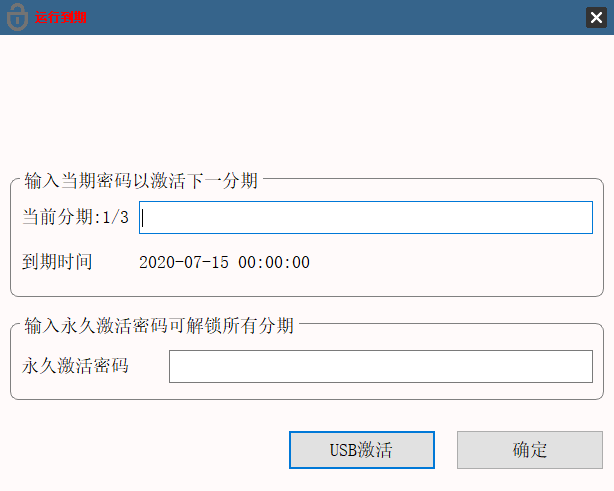 运行到期
输入当期密码以激活下一分期
当前分期:1/3
到期时间 2020-07-15 00:00:00
输入永久激活密码可解锁所有分期
永久激活密码
USB激活 确定